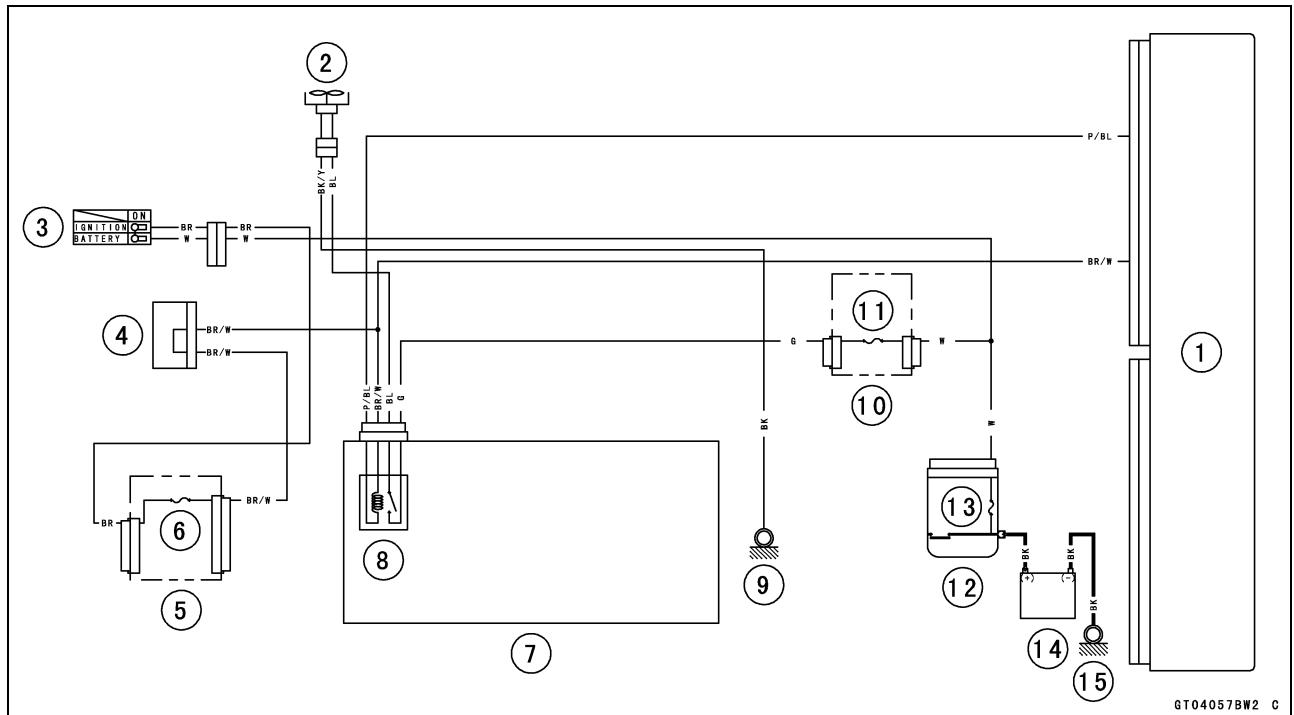 2
P/BL
BK/Y
BL
3
ON
IGNITION
BR
BR
BATTERY
W
W
BR/W
11
4
BR/W
BR/W
G
W
1
P/BL
BR/W
BL
G
10
BK
W
BR/W
13
6
BR
8
9
12
BK
BK
(+)
(-)
5
BK
7
14
15
GT04057BW2 C